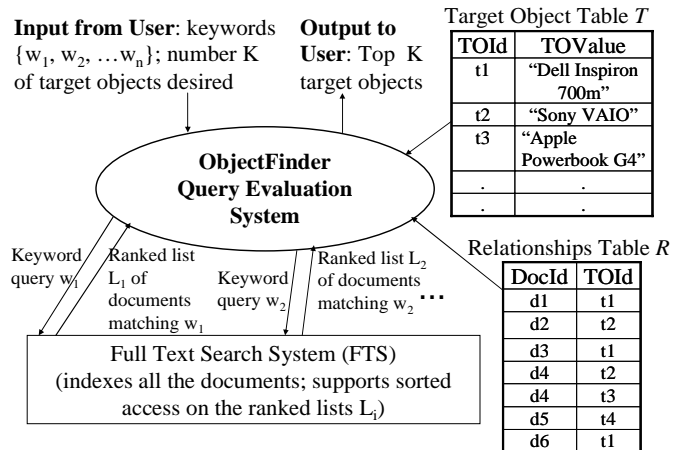 Input from User: keywords
{w1, w2, …wn}; number K
of target objects desired
Output to
User: Top K
target objects
Target Object Table T
TOId TOValue
t1 "Dell Inspiron
700m"
t2 "Sony VAIO"
t3 "Apple
Powerbook G4"
. .
. .
ObjectFinder
Query Evaluation
System
Keyword
query w1
Ranked list
L1 of
documents
matching w1
Keyword
query w2
Ranked list L2
of documents
matching w2
...
Relationships Table R
DocId TOId
d1 t1
d2 t2
d3 t1
d4 t2
d4 t3
d5 t4
d6 t1
Full Text Search System (FTS)
(indexes all the documents; supports sorted
access on the ranked lists Li)